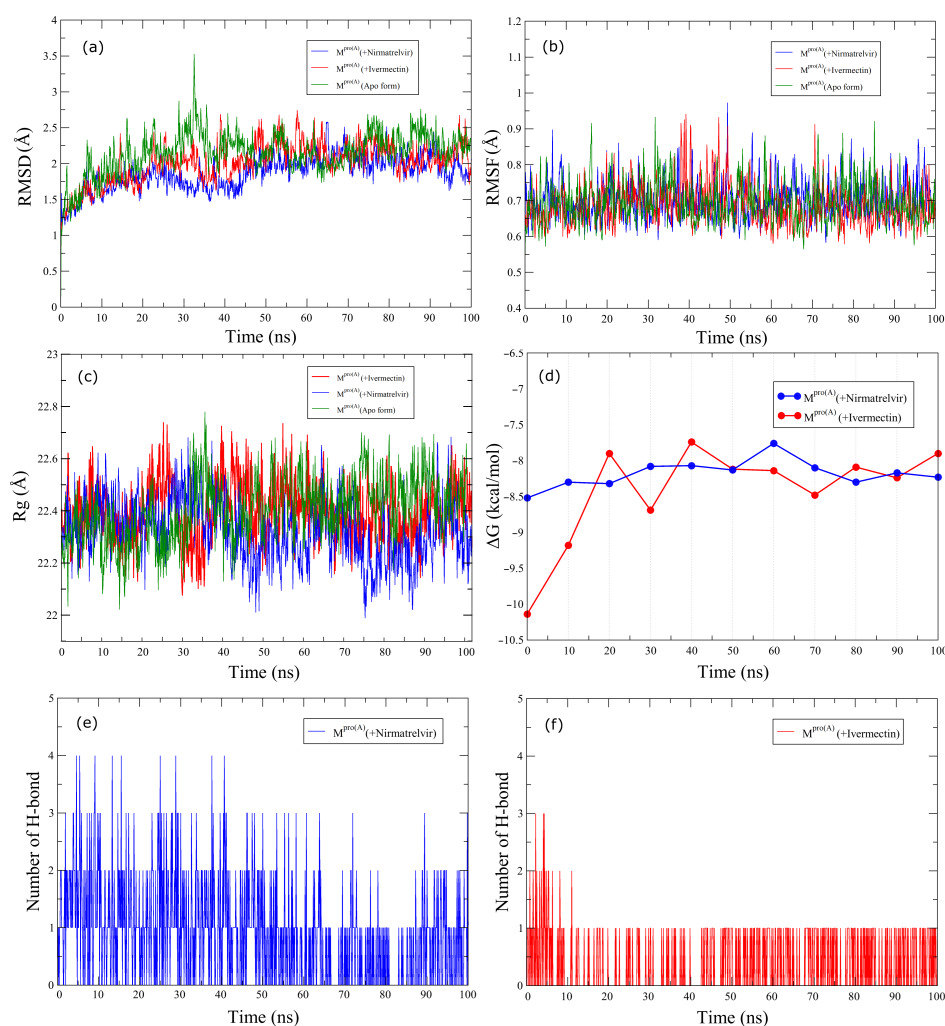 (a)
M^pro(A) (+Nirmatrelvir)
M^pro(A) (+Ivermectin)
M^pro(A) (Apo form)
RMSD (Å)
4
3.5
3
2.5
2
1.5
1
0.5
0
0 10 20 30 40 50 60 70 80 90 100
Time (ns)
(b)
M^pro(A) (+Nirmatrelvir)
M^pro(A) (+Ivermectin)
M^pro(A) (Apo form)
RMSF (Å)
1.2
1.1
1
0.9
0.8
0.7
0.6
0.5
0.4
0 10 20 30 40 50 60 70 80 90 100
Time (ns)
(c)
M^pro(A) (+Ivermectin)
M^pro(A) (+Nirmatrelvir)
M^pro(A) (Apo form)
Rg (Å)
23
22.8
22.6
22.4
22.2
22
0 10 20 30 40 50 60 70 80 90 100
Time (ns)
(d)
M^pro(A) (+Nirmatrelvir)
M^pro(A) (+Ivermectin)
ΔG (kcal/mol)
−6.5
−7
−7.5
−8
−8.5
−9
−9.5
−10
−10.5
0 10 20 30 40 50 60 70 80 90 100
Time (ns)
(e)
M^pro(A) (+Nirmatrelvir)
Number of H-bond
5
4
3
2
1
0
0 10 20 30 40 50 60 70 80 90 100
Time (ns)
(f)
M^pro(A) (+Ivermectin)
Number of H-bond
5
4
3
2
1
0
0 10 20 30 40 50 60 70 80 90 100
Time (ns)